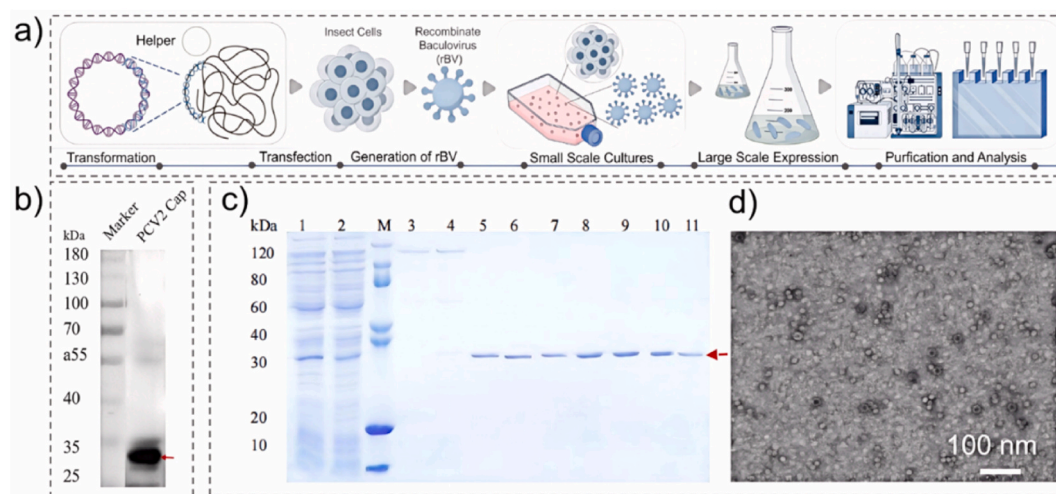 a)
Helper
Insect Cells
Recombinate
Baculovirus
(rBV)
Transformation
Transfection
Generation of rBV
Small Scale Cultures
Large Scale Expression
Purfication and Analysis
b)
Marker
PCV2 Cap
kDa
180
130
100
70
a55
40
35
25
c)
kDa
1 2 M 3 4 5 6 7 8 9 10 11
120
80
60
40
30
20
10
d)
100 nm